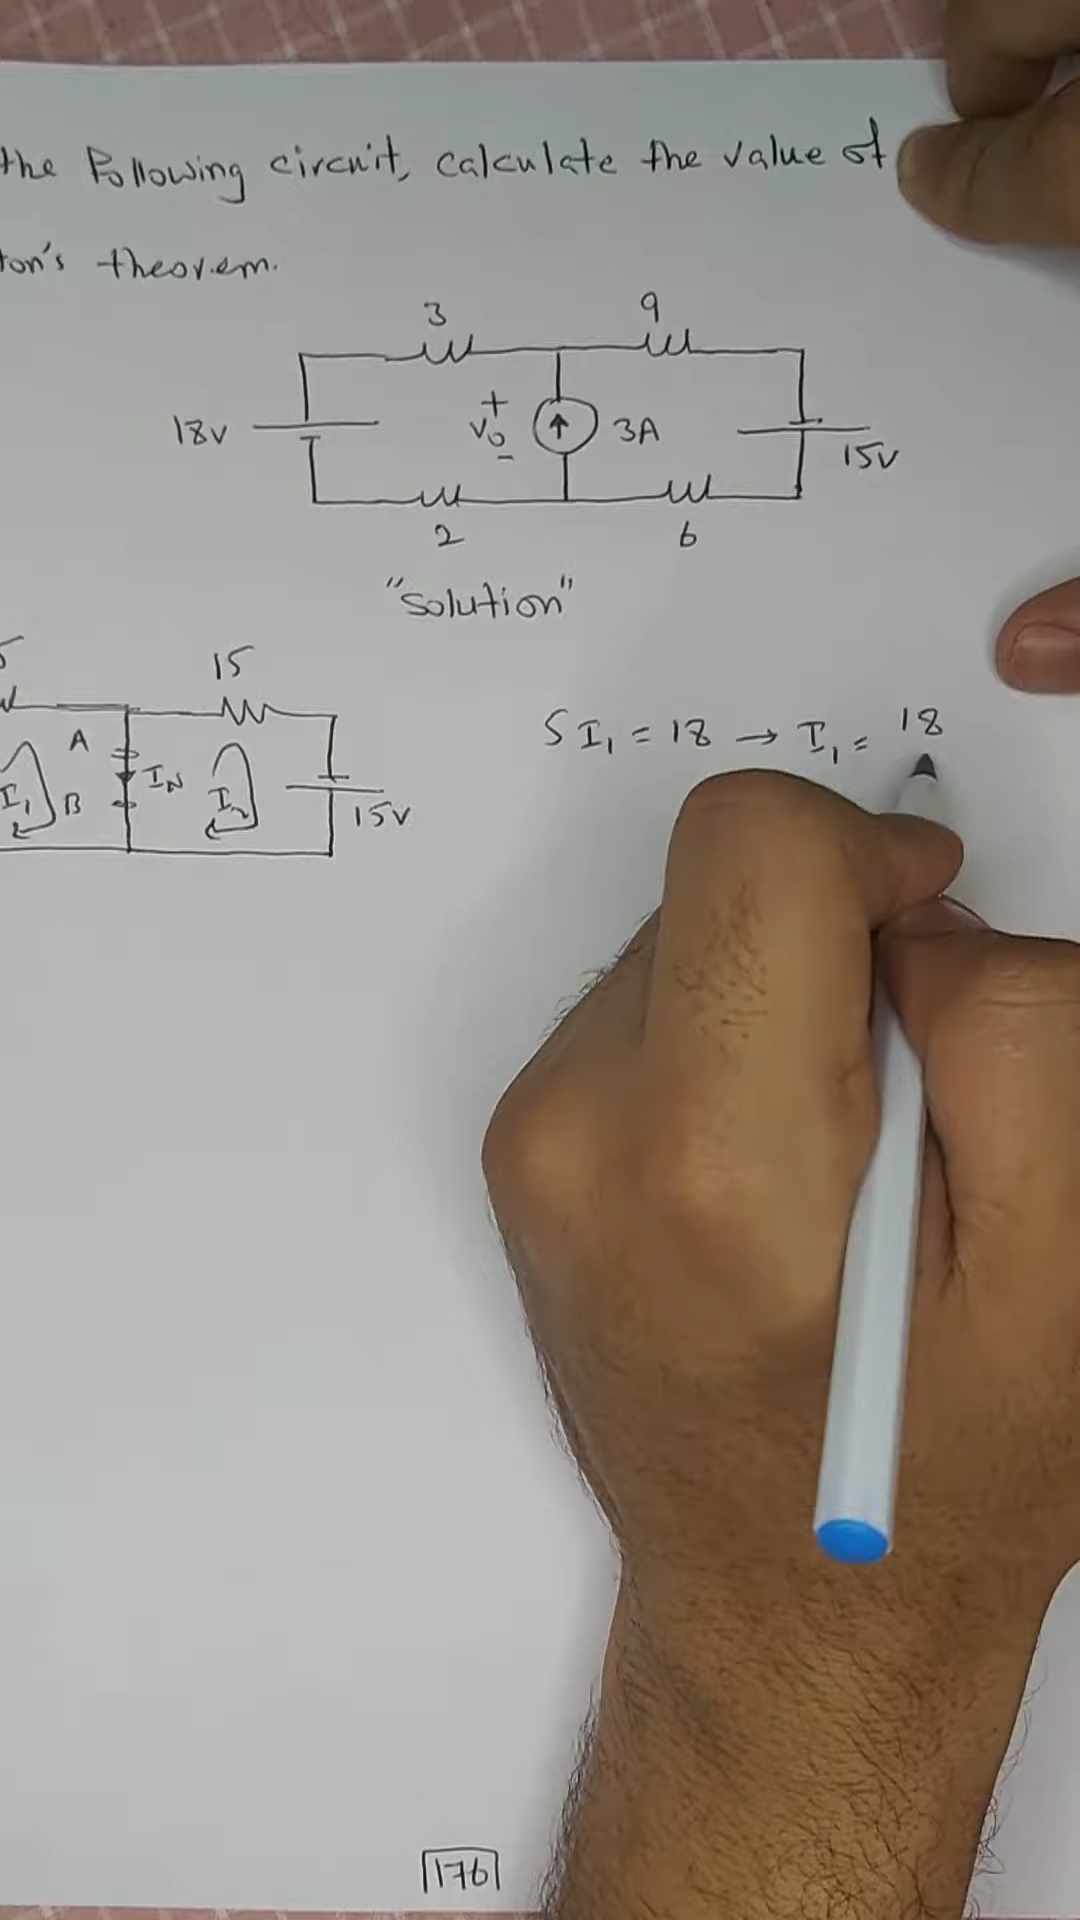 the following circuit, calculate the value of
ton's theorem.
3 9
18v + Vo - 3A 15v
2 6
"solution"
5 15
A IN
I1 B I2 15v
5I1 = 18 → I1 = 18
176